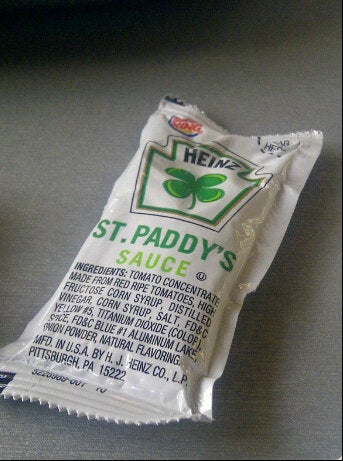 KING
HEINZ
ST. PADDY'S
SAUCE
INGREDIENTS: TOMATO CONCENTRATE
MADE FROM RED RIPE TOMATOES, HIGH
FRUCTOSE CORN SYRUP, DISTILLED
VINEGAR, CORN SYRUP, SALT, FD&C
YELLOW #5, TITANIUM DIOXIDE (COLOR),
SPICE, FD&C BLUE #1 ALUMINUM LAKE,
ONION POWDER, NATURAL FLAVORING.
MFD. IN U.S.A. BY H. J. HEINZ CO., L.P.
PITTSBURGH, PA 15222